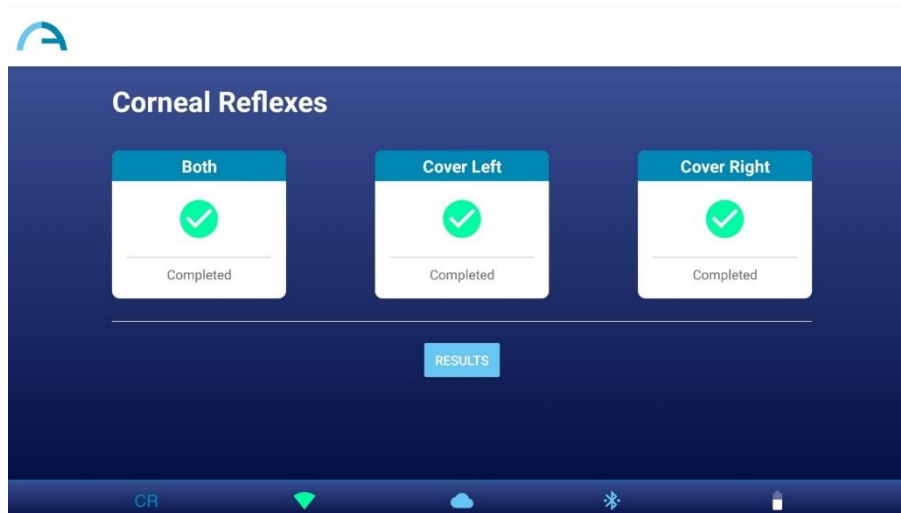 Corneal Reflexes
Both
Cover Left
Cover Right
Completed
Completed
Completed
RESULTS
CR